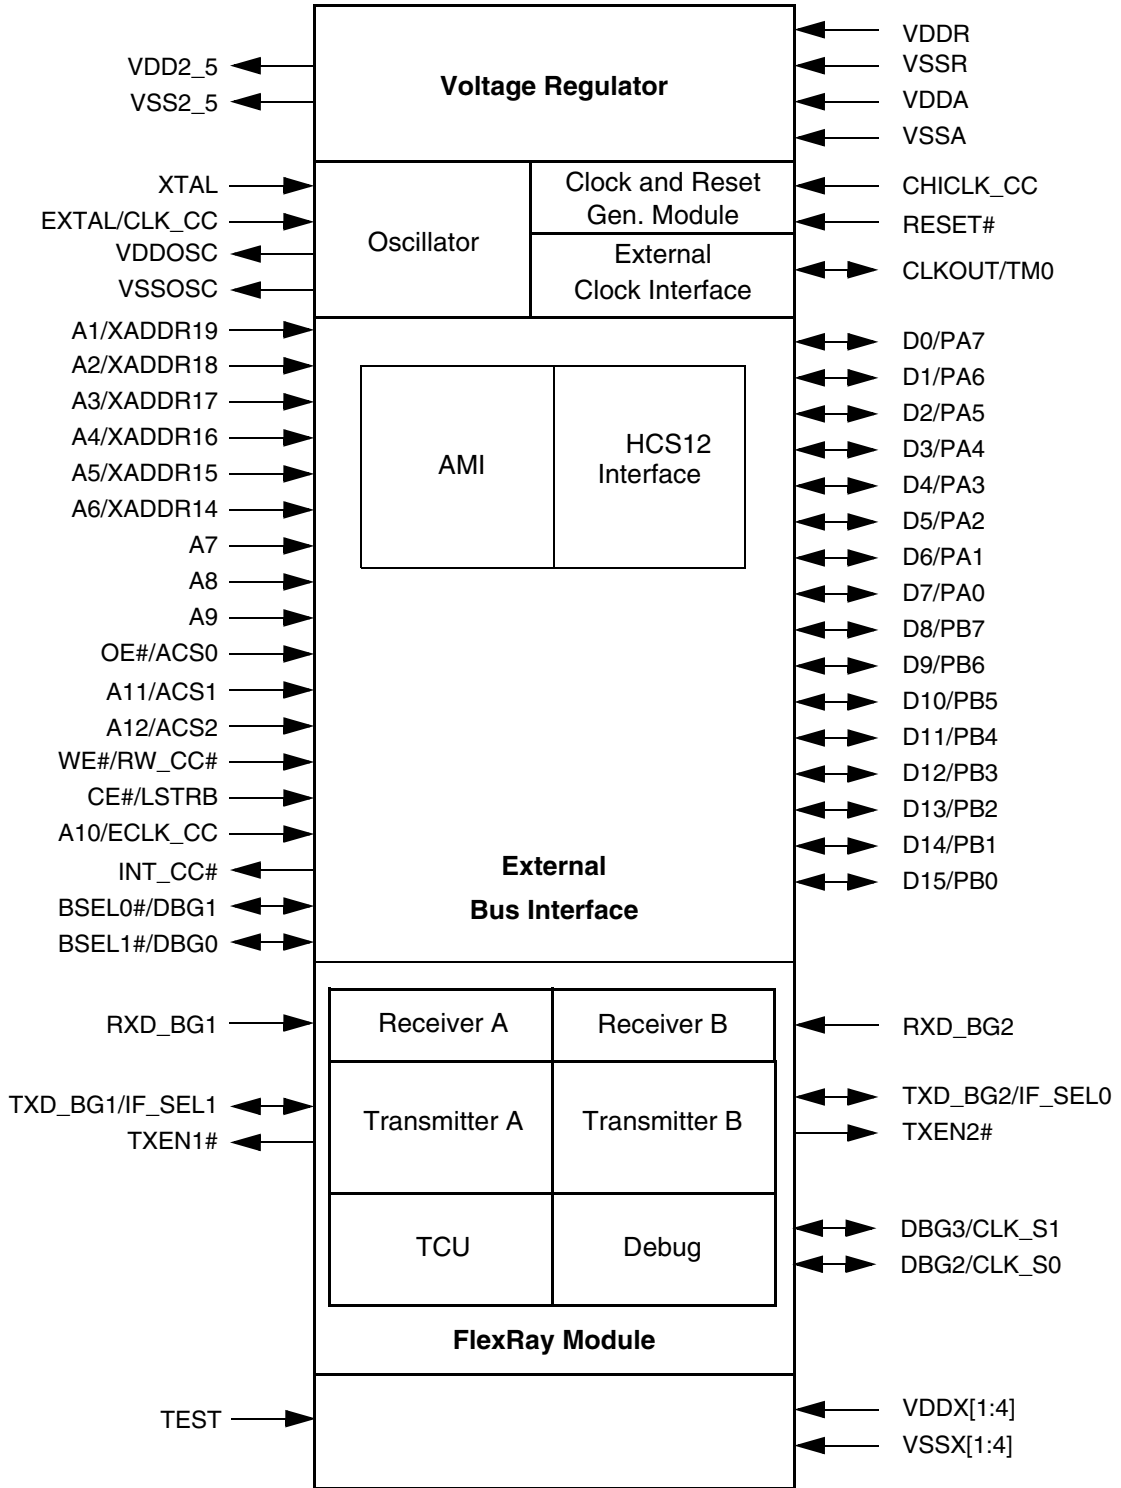 VDDR
VDD2_5
Voltage Regulator
VSSR
VSS2_5
VDDA
VSSA
XTAL
Clock and Reset
Gen. Module
CHICLK_CC
EXTAL/CLK_CC
RESET#
Oscillator
VDDOSC
External
Clock Interface
CLKOUT/TM0
VSSOSC
A1/XADDR19
A2/XADDR18
A3/XADDR17
A4/XADDR16
A5/XADDR15
A6/XADDR14
A7
A8
A9
OE#/ACS0
A11/ACS1
A12/ACS2
WE#/RW_CC#
CE#/LSTRB
A10/ECLK_CC
INT_CC#
BSEL0#/DBG1
BSEL1#/DBG0
AMI
HCS12
Interface
External
Bus Interface
D0/PA7
D1/PA6
D2/PA5
D3/PA4
D4/PA3
D5/PA2
D6/PA1
D7/PA0
D8/PB7
D9/PB6
D10/PB5
D11/PB4
D12/PB3
D13/PB2
D14/PB1
D15/PB0
RXD_BG1
Receiver A
Receiver B
RXD_BG2
TXD_BG1/IF_SEL1
TXEN1#
Transmitter A
Transmitter B
TXD_BG2/IF_SEL0
TXEN2#
TCU
Debug
DBG3/CLK_S1
DBG2/CLK_S0
FlexRay Module
TEST
VDDX[1:4]
VSSX[1:4]